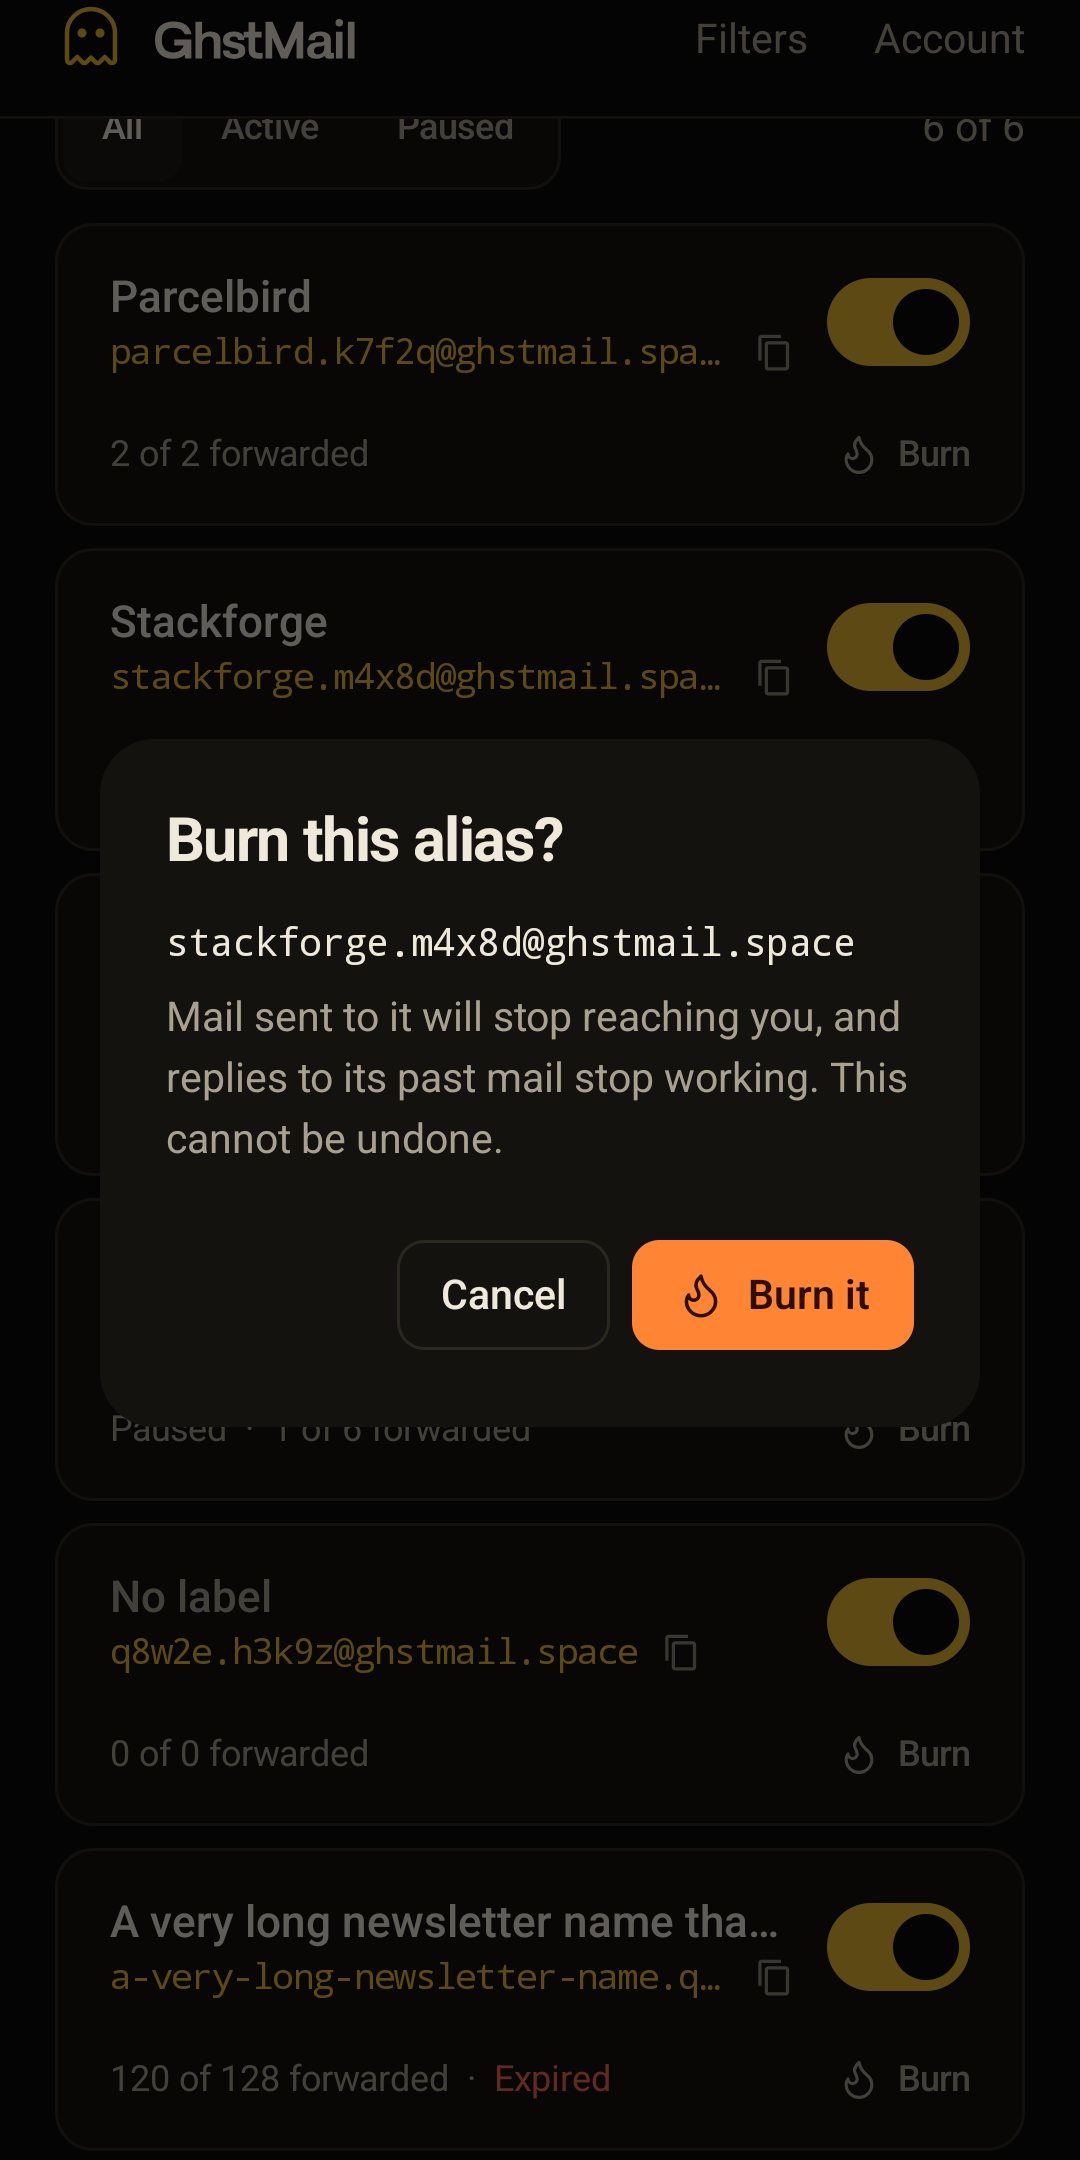 GhstMail Filters Account
All Active Paused 6 of 6
Parcelbird
parcelbird.k7f2q@ghstmail.spa…
2 of 2 forwarded Burn
Stackforge
stackforge.m4x8d@ghstmail.spa…
Burn this alias?
stackforge.m4x8d@ghstmail.space
Mail sent to it will stop reaching you, and
replies to its past mail stop working. This
cannot be undone.
Cancel Burn it
Paused · 1 of 6 forwarded Burn
No label
q8w2e.h3k9z@ghstmail.space
0 of 0 forwarded Burn
A very long newsletter name tha…
a-very-long-newsletter-name.q…
120 of 128 forwarded · Expired Burn